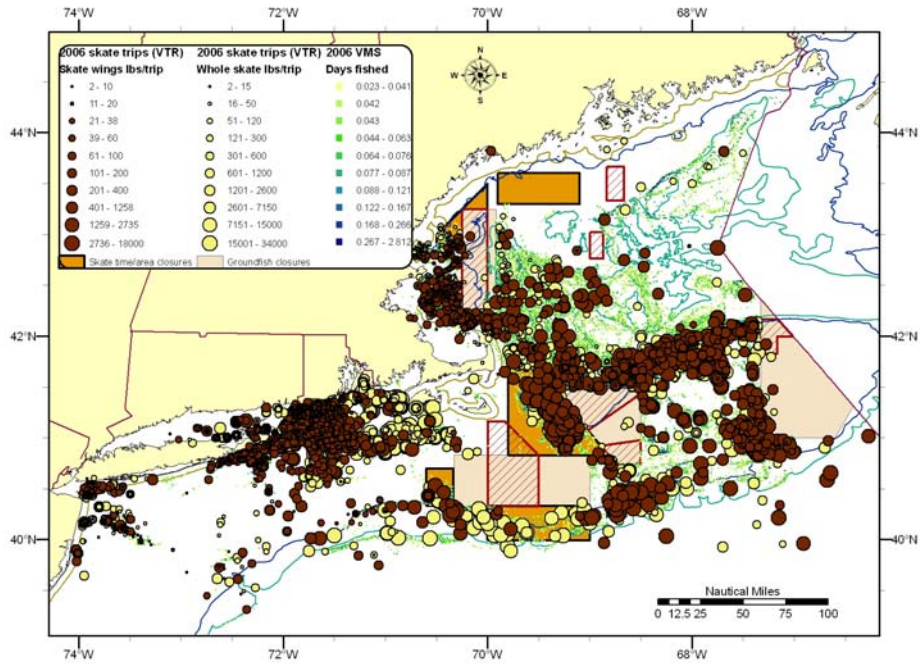 74°W 72°W 70°W 68°W
2006 skate trips (VTR) 2006 skate trips (VTR) 2006 VMS
Skate wings lbs/trip Whole skate lbs/trip Days fished
2 - 10 2 - 15 0.023 - 0.041
11 - 20 16 - 50 0.042
21 - 38 51 - 120 0.043
39 - 60 121 - 300 0.044 - 0.063
61 - 100 301 - 600 0.064 - 0.076
101 - 200 601 - 1200 0.077 - 0.087
201 - 400 1201 - 2600 0.088 - 0.121
401 - 1258 2601 - 7150 0.122 - 0.167
1259 - 2735 7151 - 15000 0.168 - 0.266
2736 - 18000 15001 - 34000 0.267 - 2.812
Skate time/area closures Groundfish closures
N
W E
S
44°N 44°N
42°N 42°N
40°N 40°N
Nautical Miles
0 12.5 25 50 75 100
74°W 72°W 70°W 68°W